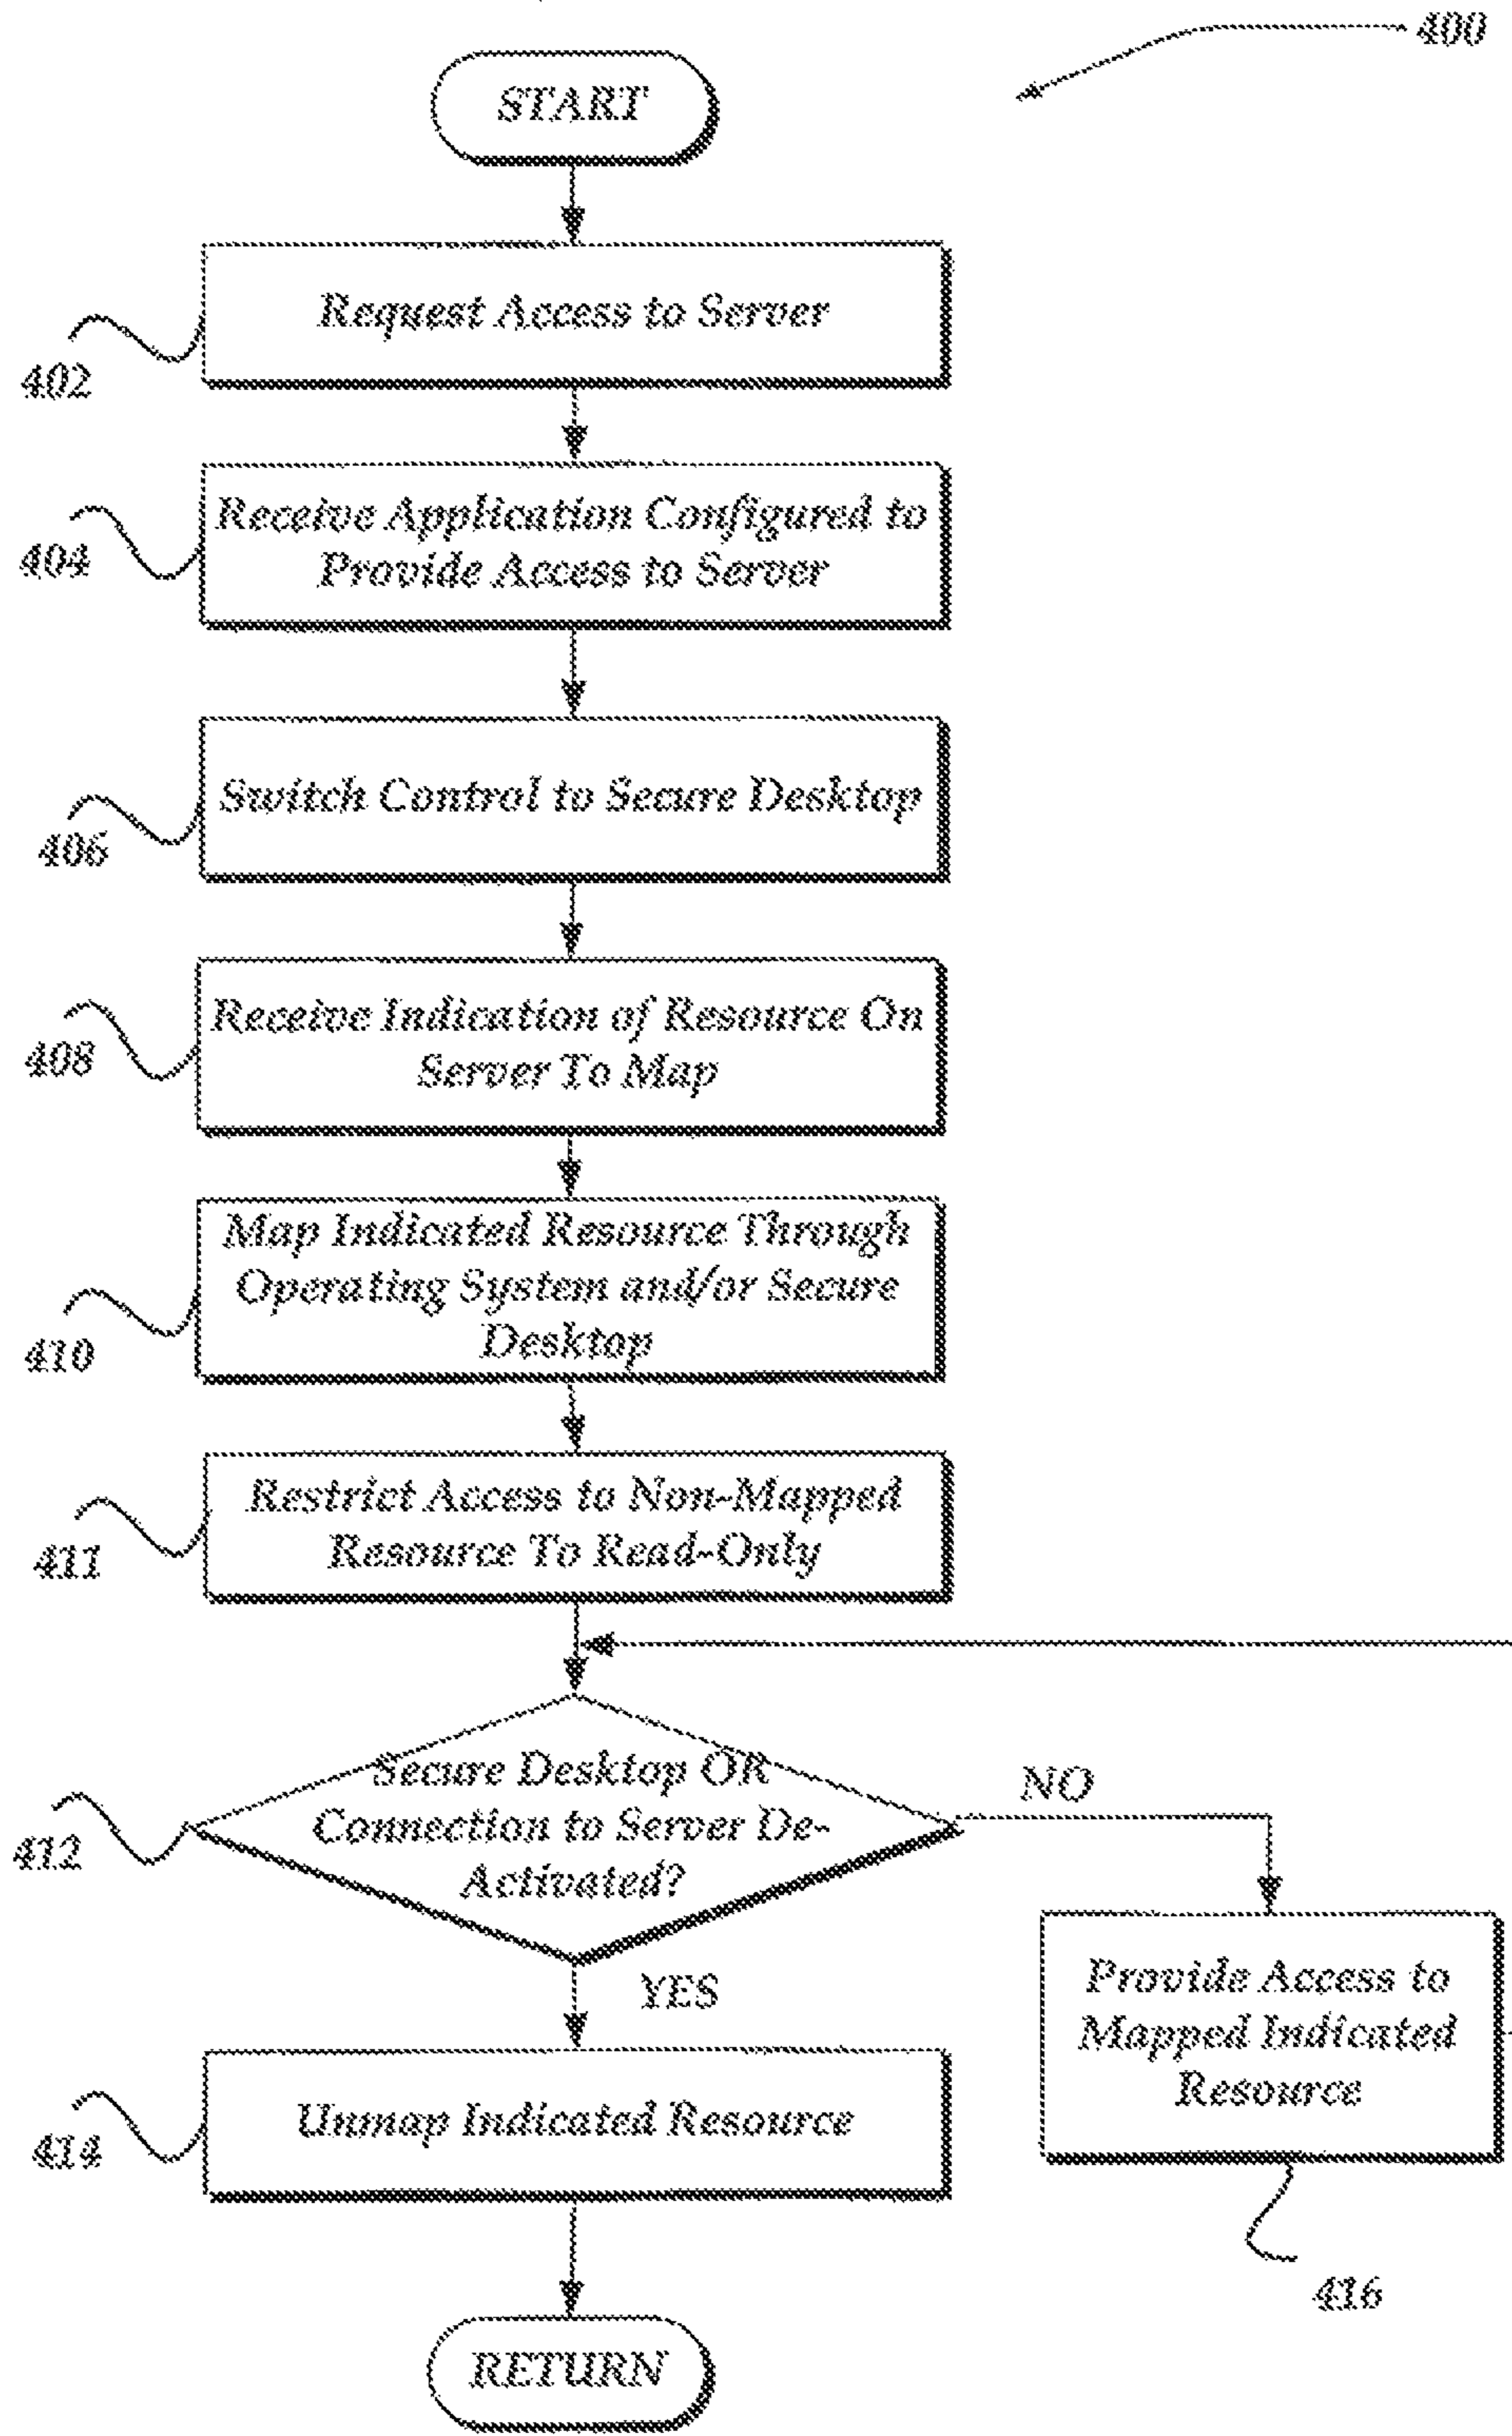 400
START
Request Access to Server
402
Receive Application Configured to
Provide Access to Server
404
Switch Control to Secure Desktop
406
Receive Indication of Resource On
Server To Map
408
Map Indicated Resource Through
Operating System and/or Secure
Desktop
410
Restrict Access to Non-Mapped
Resource To Read-Only
411
Secure Desktop OR
Connection to Server De-
Activated?
412
NO
YES
Provide Access to
Mapped Indicated
Resource
416
Unmap Indicated Resource
414
RETURN